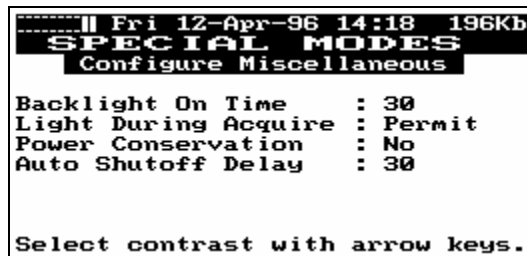 Fri 12-Apr-96 14:18 196Kb
SPECIAL MODES
Configure Miscellaneous
Backlight On Time : 30
Light During Acquire : Permit
Power Conservation : No
Auto Shutoff Delay : 30
Select contrast with arrow keys.